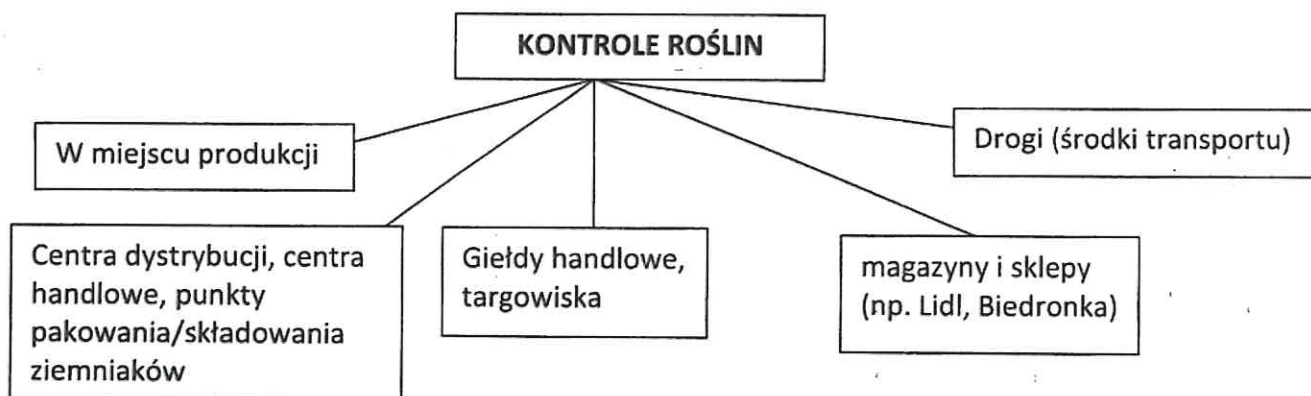 KONTROLE ROŚLIN
W miejscu produkcji
Drogi (środki transportu)
Centra dystrybucji, centra
handlowe, punkty
pakowania/składowania
ziemniaków
Giełdy handlowe,
targowiska
magazyny i sklepy
(np. Lidl, Biedronka)